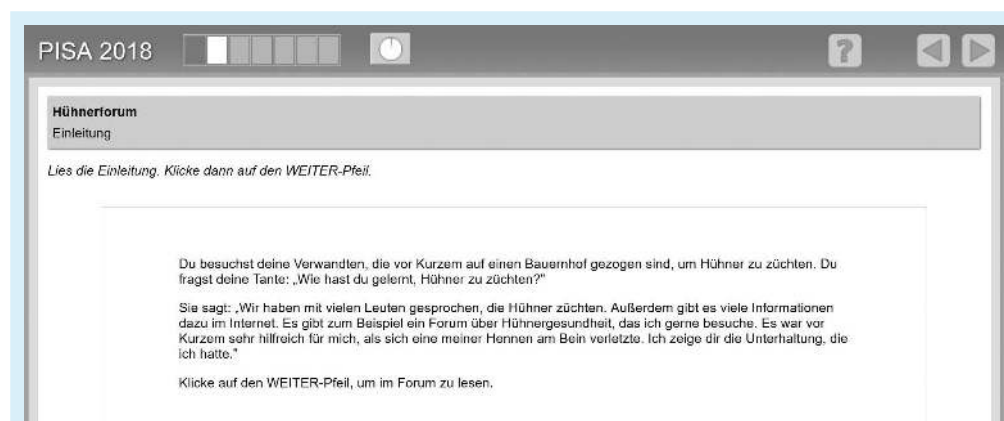 PISA 2018
?
Hühnerforum
Einleitung
Lies die Einleitung. Klicke dann auf den WEITER-Pfeil.
Du besuchst deine Verwandten, die vor Kurzem auf einen Bauernhof gezogen sind, um Hühner zu züchten. Du
fragst deine Tante: „Wie hast du gelernt, Hühner zu züchten?"
Sie sagt: „Wir haben mit vielen Leuten gesprochen, die Hühner züchten. Außerdem gibt es viele Informationen
dazu im Internet. Es gibt zum Beispiel ein Forum über Hühnergesundheit, das ich gerne besuche. Es war vor
Kurzem sehr hilfreich für mich, als sich eine meiner Hennen am Bein verletzte. Ich zeige dir die Unterhaltung, die
ich hatte."
Klicke auf den WEITER-Pfeil, um im Forum zu lesen.